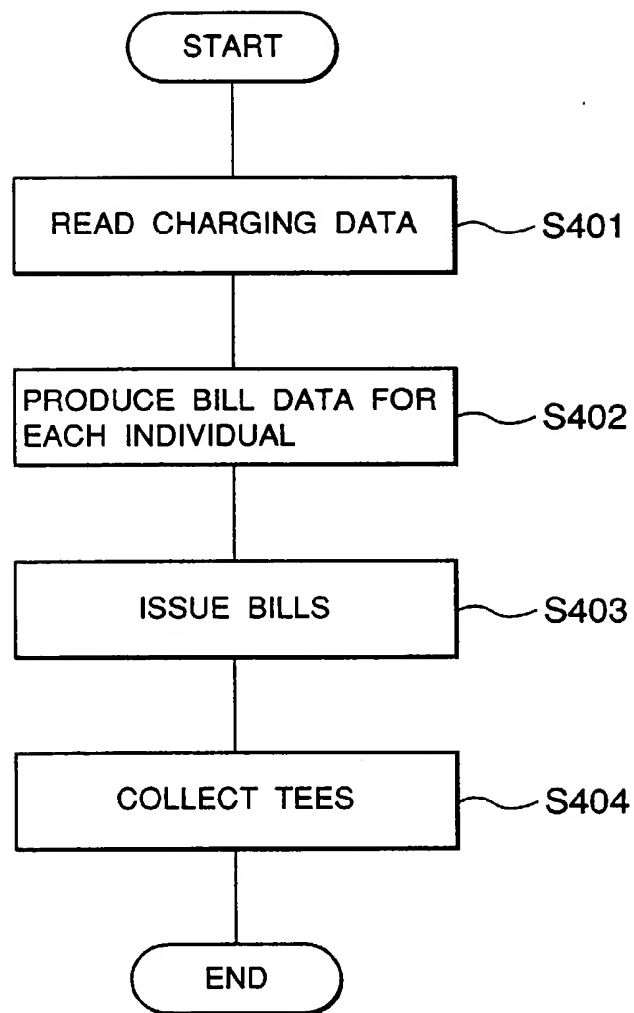 START
READ CHARGING DATA
S401
PRODUCE BILL DATA FOR
EACH INDIVIDUAL
S402
ISSUE BILLS
S403
COLLECT TEES
S404
END